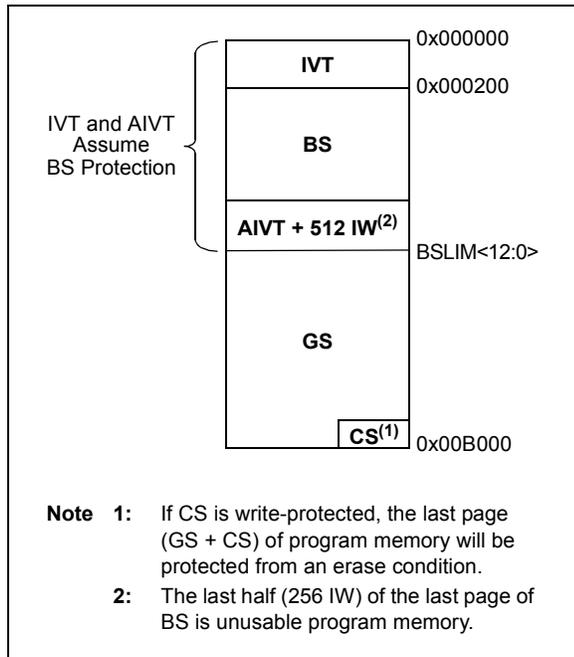 0x000000
IVT
0x000200
IVT and AIVT
Assume
BS Protection
BS
AIVT + 512 IW(2)
BSLIM<12:0>
GS
CS(1)
0x00B000
Note 1: If CS is write-protected, the last page
(GS + CS) of program memory will be
protected from an erase condition.
2: The last half (256 IW) of the last page of
BS is unusable program memory.